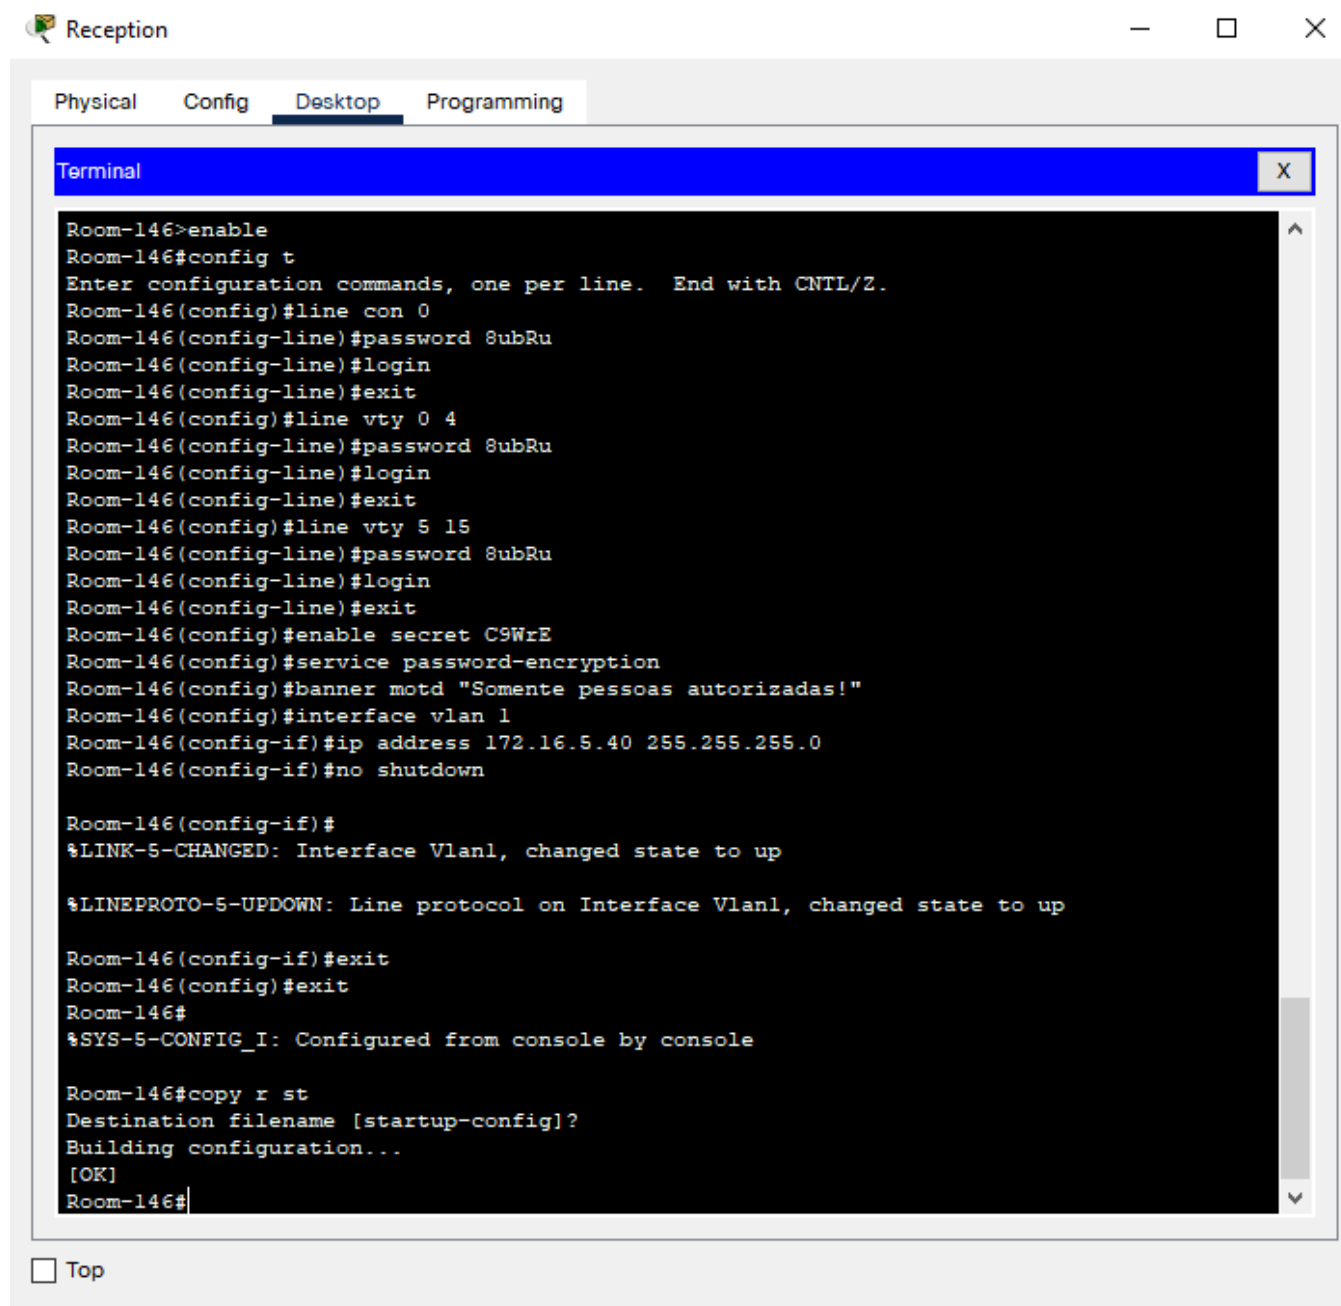 Reception
Physical Config Desktop Programming
Terminal X
Room-146>enable
Room-146#config t
Enter configuration commands, one per line.  End with CNTL/Z.
Room-146(config)#line con 0
Room-146(config-line)#password 8ubRu
Room-146(config-line)#login
Room-146(config-line)#exit
Room-146(config)#line vty 0 4
Room-146(config-line)#password 8ubRu
Room-146(config-line)#login
Room-146(config-line)#exit
Room-146(config)#line vty 5 15
Room-146(config-line)#password 8ubRu
Room-146(config-line)#login
Room-146(config-line)#exit
Room-146(config)#enable secret C9WrE
Room-146(config)#service password-encryption
Room-146(config)#banner motd "Somente pessoas autorizadas!"
Room-146(config)#interface vlan 1
Room-146(config-if)#ip address 172.16.5.40 255.255.255.0
Room-146(config-if)#no shutdown
Room-146(config-if)#
%LINK-5-CHANGED: Interface Vlan1, changed state to up
%LINEPROTO-5-UPDOWN: Line protocol on Interface Vlan1, changed state to up
Room-146(config-if)#exit
Room-146(config)#exit
Room-146#
%SYS-5-CONFIG_I: Configured from console by console
Room-146#copy r st
Destination filename [startup-config]?
Building configuration...
[OK]
Room-146#
Top